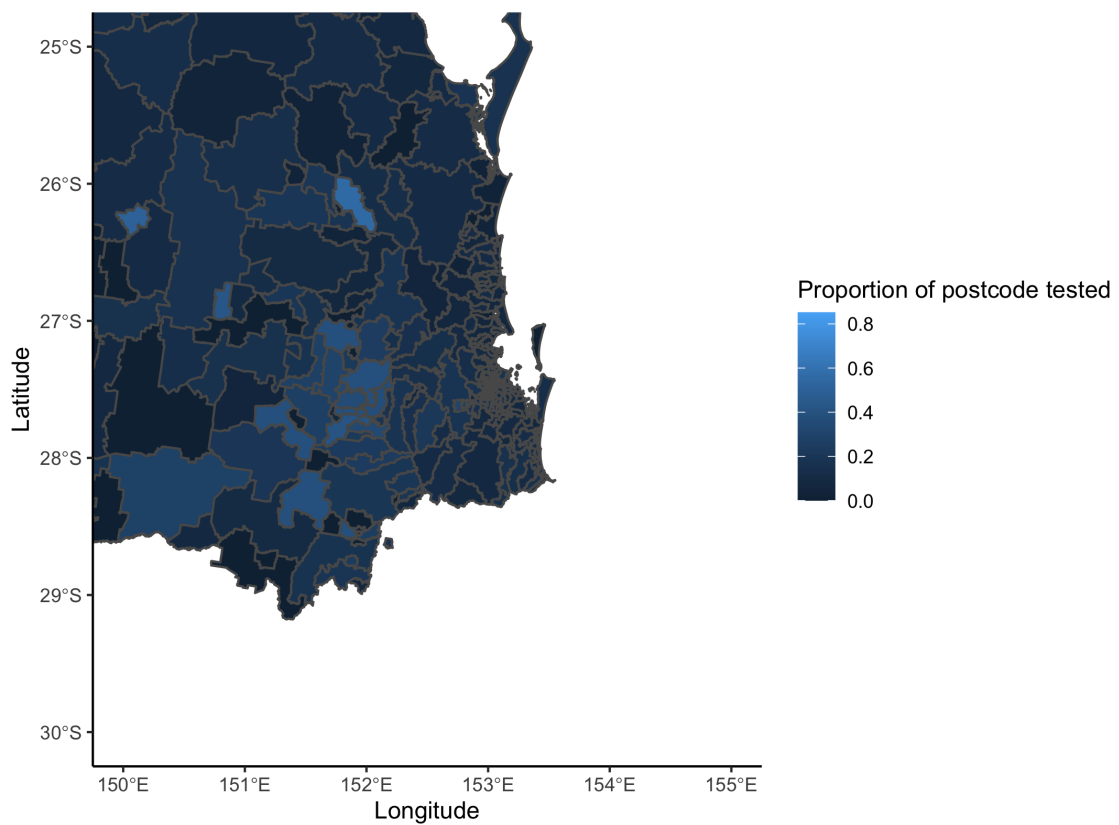 25°S
26°S
27°S
28°S
29°S
30°S
Latitude
150°E 151°E 152°E 153°E 154°E 155°E
Longitude
Proportion of postcode tested
0.8
0.6
0.4
0.2
0.0